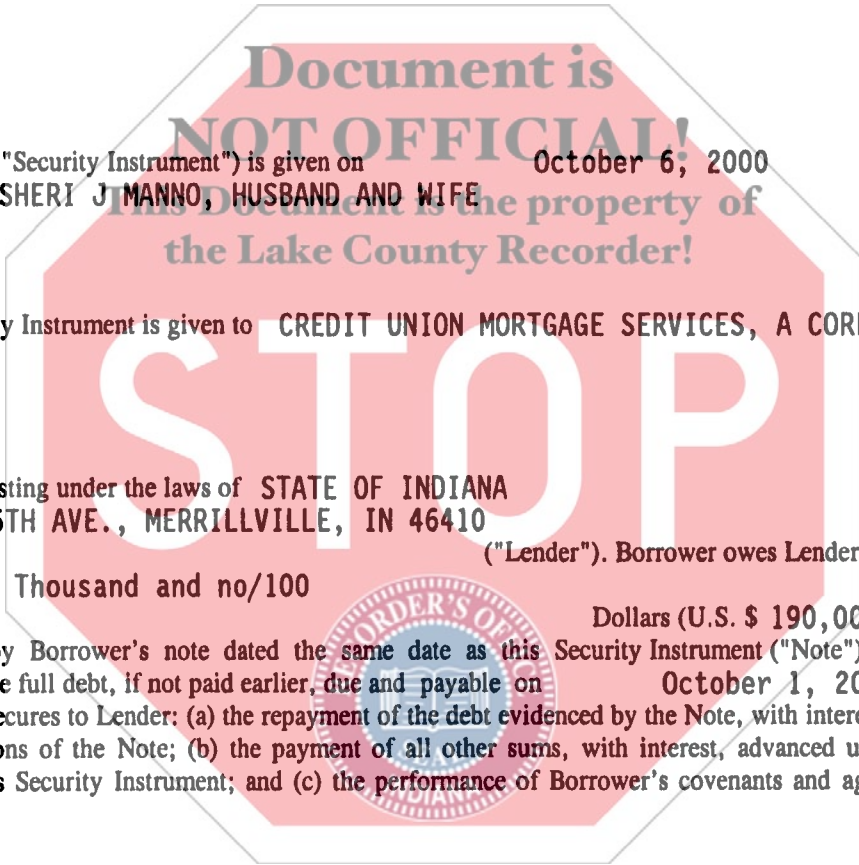 Document is
NOT OFFICIAL!
"Security Instrument") is given on October 6, 2000
SHERI J MANNO, HUSBAND AND WIFE
This Document is the property of
the Lake County Recorder!
y Instrument is given to CREDIT UNION MORTGAGE SERVICES, A COR
STOP
sting under the laws of STATE OF INDIANA
5TH AVE., MERRILLVILLE, IN 46410
("Lender"). Borrower owes Lender
Thousand and no/100
Dollars (U.S. $ 190,00
y Borrower's note dated the same date as this Security Instrument ("Note")
e full debt, if not paid earlier, due and payable on October 1, 20
ecures to Lender: (a) the repayment of the debt evidenced by the Note, with intere
ons of the Note; (b) the payment of all other sums, with interest, advanced u
s Security Instrument; and (c) the performance of Borrower's covenants and ag
RECORDER'S OFFICE
SEAL
INDIANA